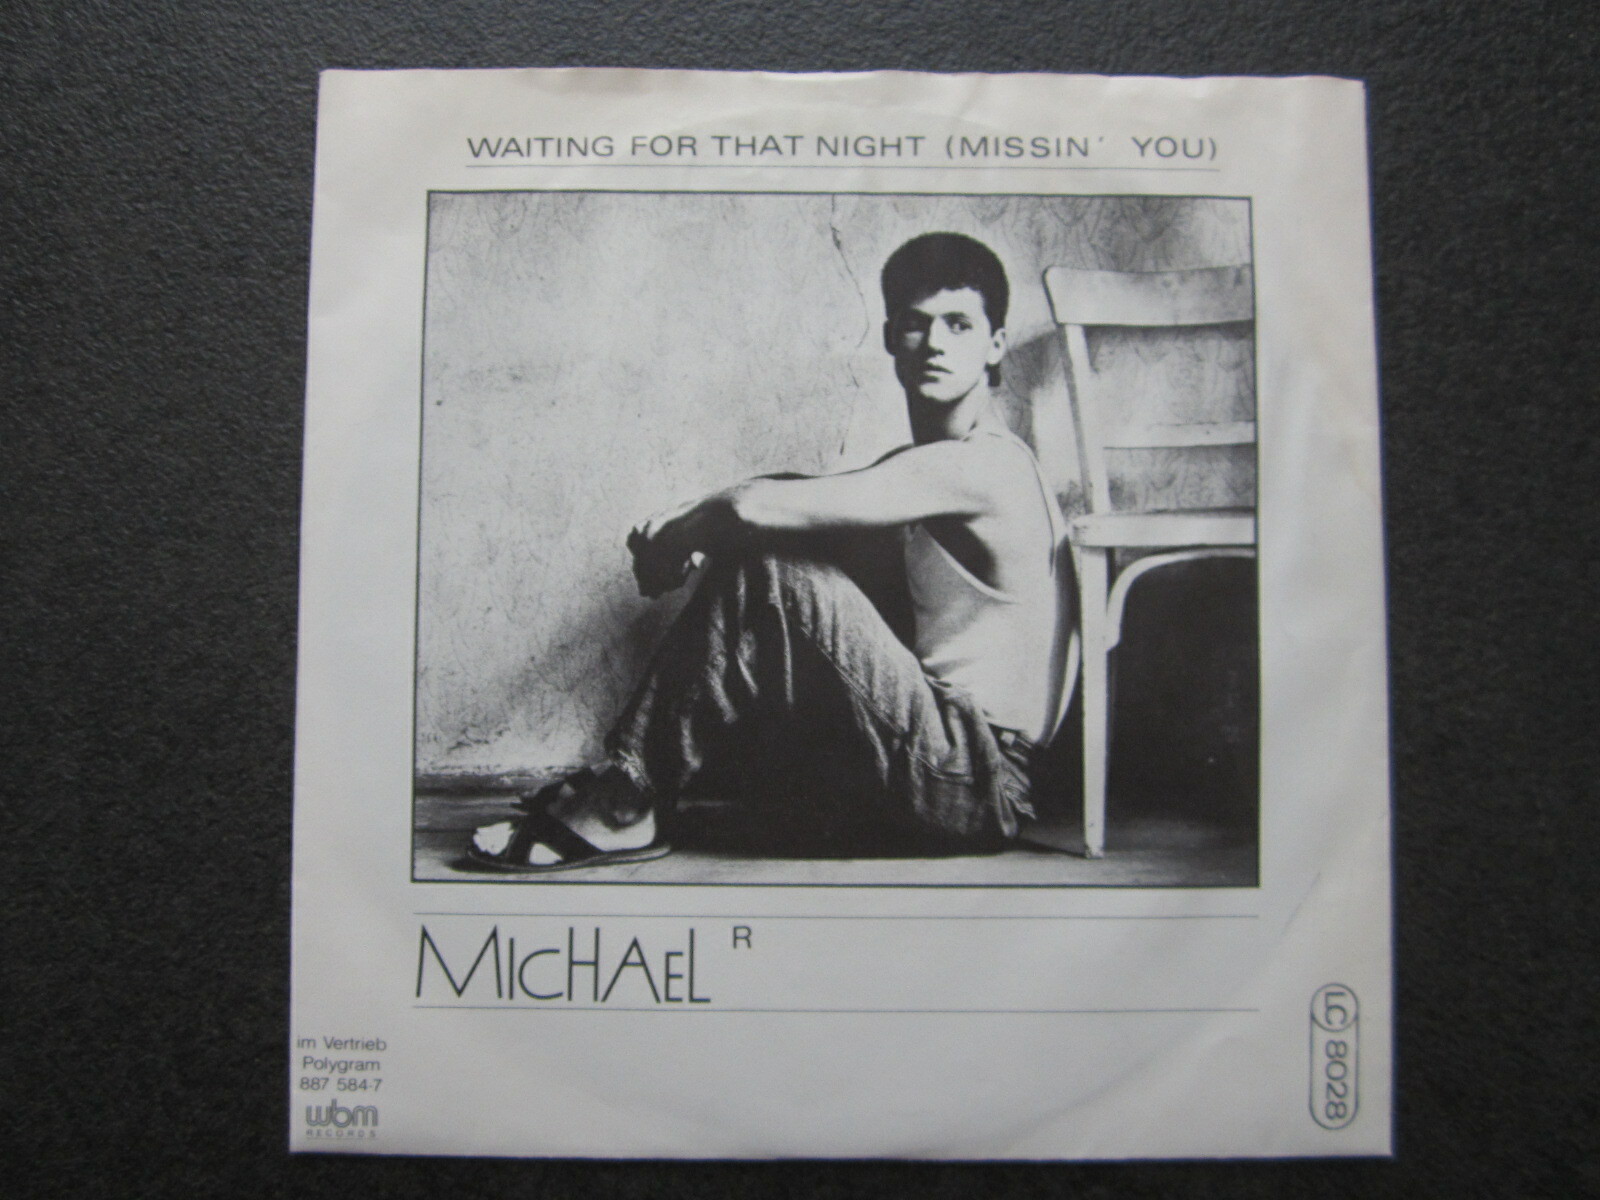 WAITING FOR THAT NIGHT (MISSIN' YOU)
MICHAEL R
im Vertrieb
Polygram
887 584-7
wbm
RECORDS
LC 8028